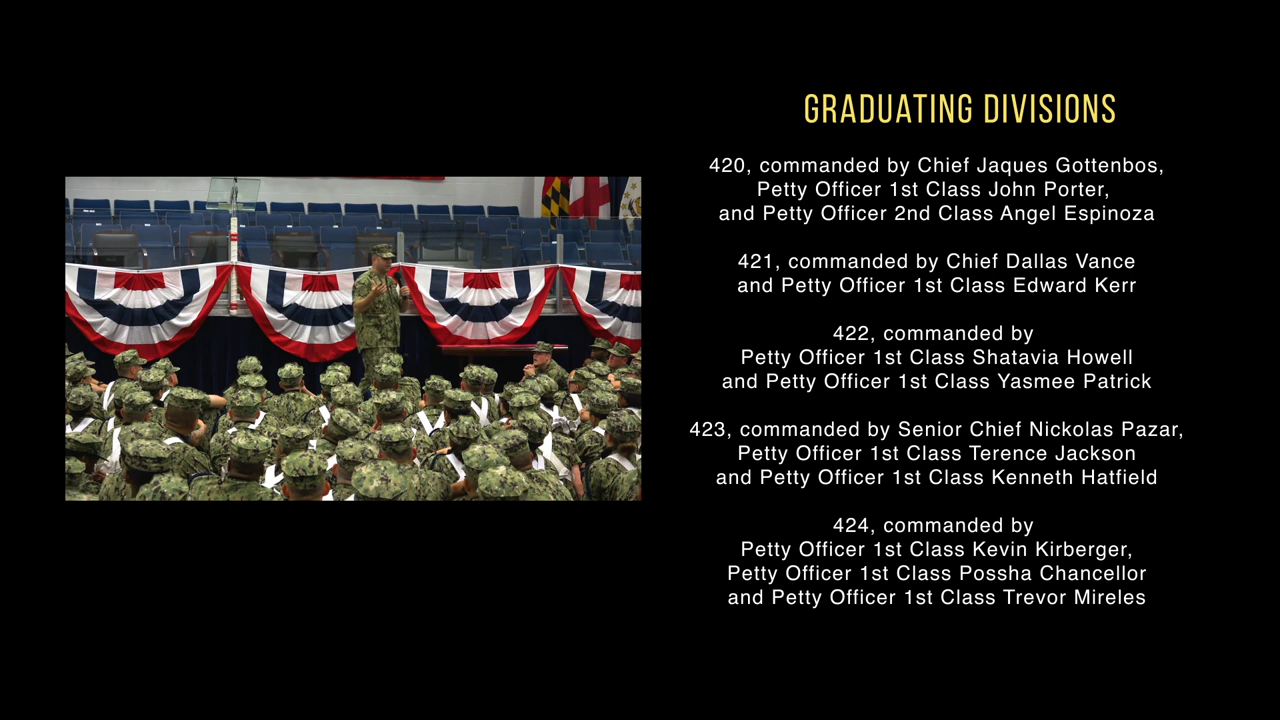 GRADUATING DIVISIONS
420, commanded by Chief Jaques Gottenbos,
Petty Officer 1st Class John Porter,
and Petty Officer 2nd Class Angel Espinoza
421, commanded by Chief Dallas Vance
and Petty Officer 1st Class Edward Kerr
422, commanded by
Petty Officer 1st Class Shatavia Howell
and Petty Officer 1st Class Yasmee Patrick
423, commanded by Senior Chief Nickolas Pazar,
Petty Officer 1st Class Terence Jackson
and Petty Officer 1st Class Kenneth Hatfield
424, commanded by
Petty Officer 1st Class Kevin Kirberger,
Petty Officer 1st Class Possha Chancellor
and Petty Officer 1st Class Trevor Mireles